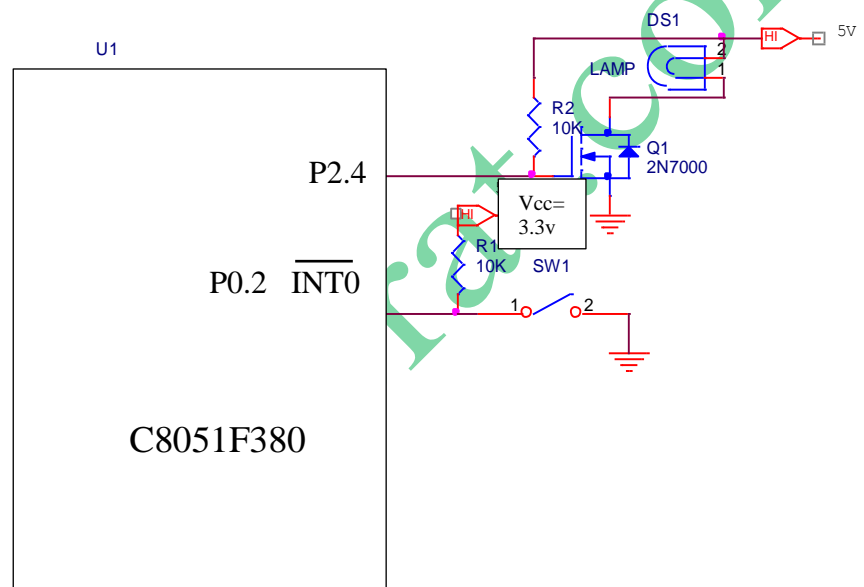 DS1
5V
HI
U1
2
LAMP
1
R2
10K
Q1
2N7000
P2.4
Vcc=
3.3v
HI
R1
10K
SW1
P0.2 INT0
1
2
C8051F380